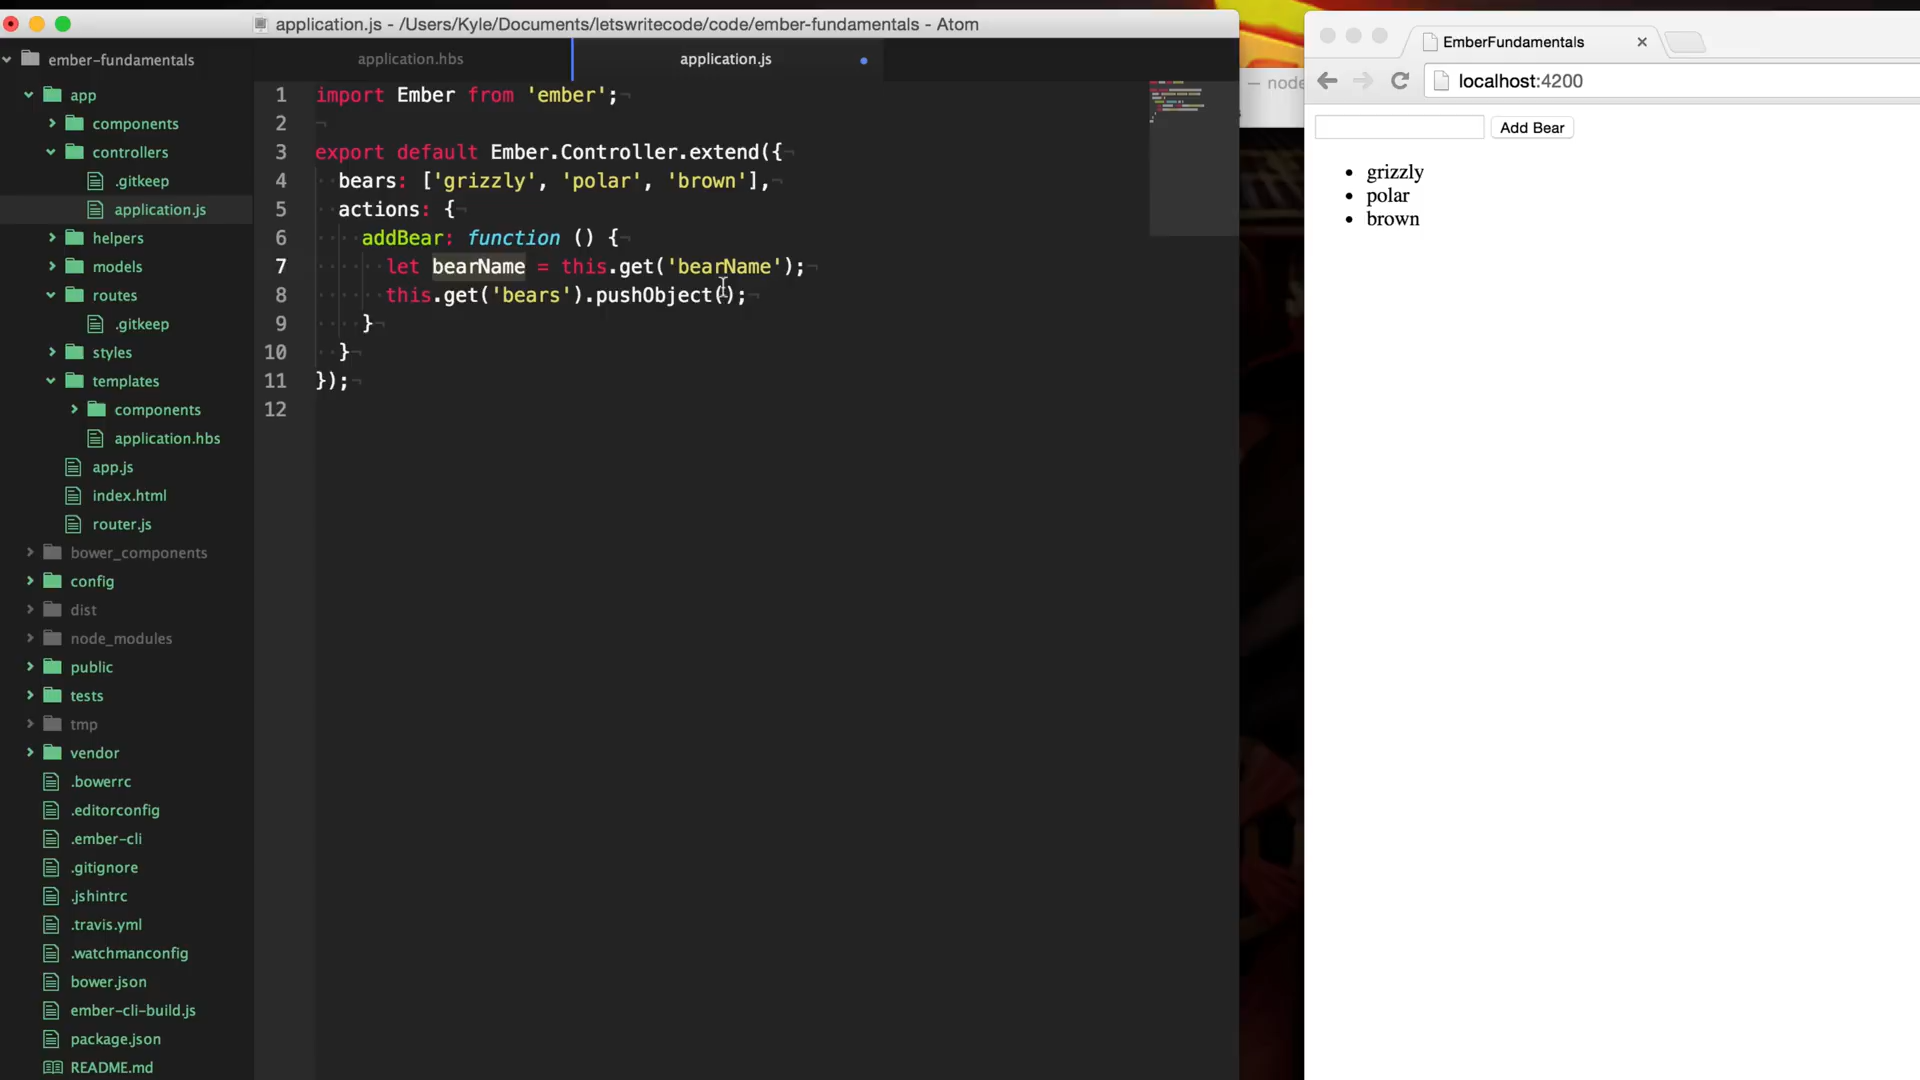 application.js - /Users/Kyle/Documents/letswritecode/code/ember-fundamentals - Atom
ember-fundamentals
app
components
controllers
.gitkeep
application.js
helpers
models
routes
.gitkeep
styles
templates
components
application.hbs
app.js
index.html
router.js
bower_components
config
dist
node_modules
public
tests
tmp
vendor
.bowerrc
.editorconfig
.ember-cli
.gitignore
.jshintrc
.travis.yml
.watchmanconfig
bower.json
ember-cli-build.js
package.json
README.md
application.hbs
application.js
1 import Ember from 'ember';
2
3 export default Ember.Controller.extend({
4 bears: ['grizzly', 'polar', 'brown'],
5 actions: {
6 addBear: function () {
7 let bearName = this.get('bearName');
8 this.get('bears').pushObject();
9 }
10 }
11 });
12
— node
EmberFundamentals
localhost:4200
Add Bear
grizzly
polar
brown